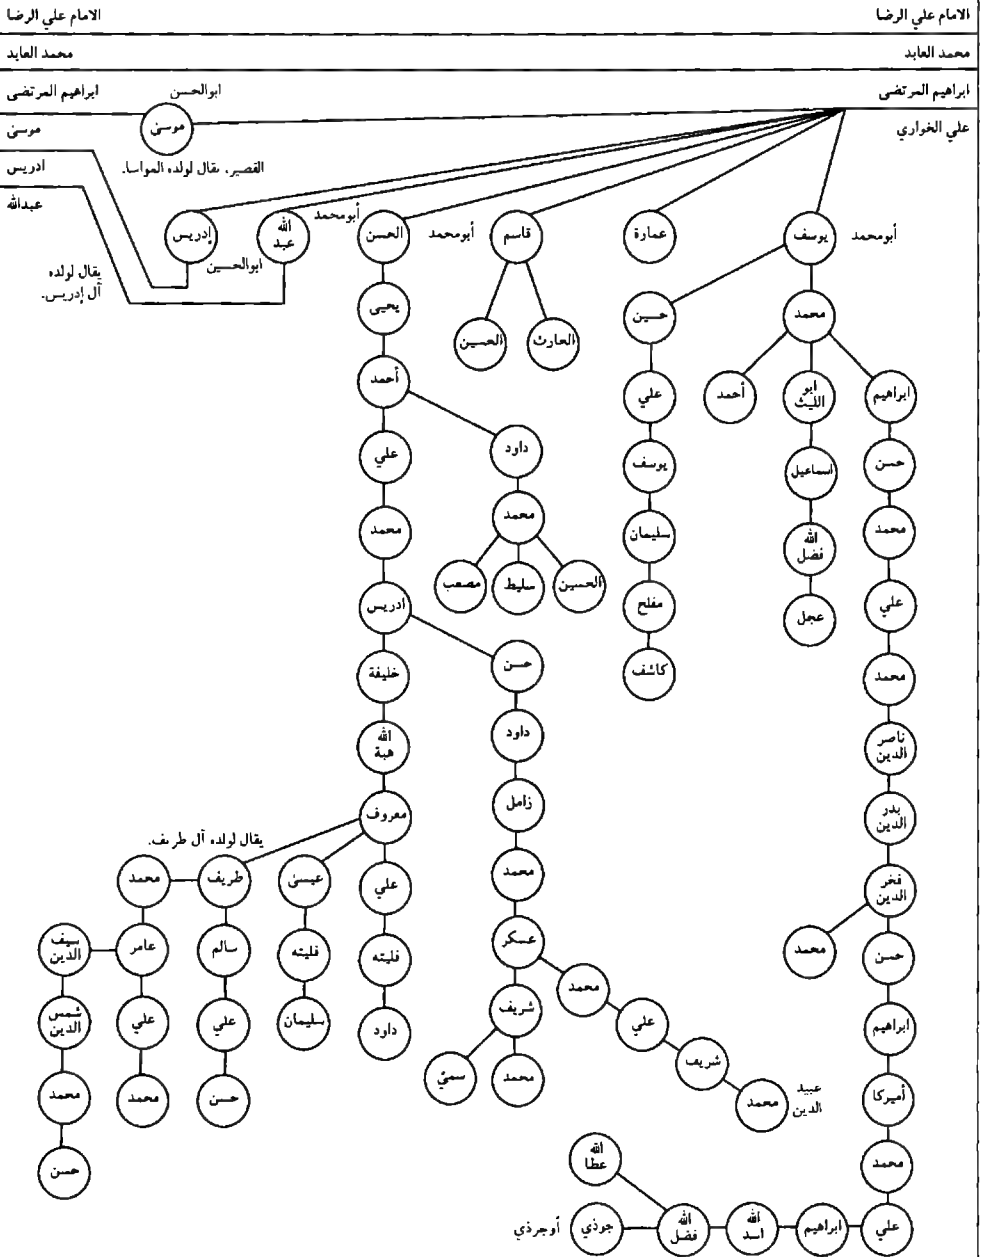 الامام علي الرضا
الامام علي الرضا
محمد العابد
محمد العابد
ابراهيم المرتضى
ابوالحسن
ابراهيم المرتضى
علي الخواري
موسىٰ
موسىٰ
القصير، يقال لولده المواسا.
ادريس
عبدالله
أبومحمد
يوسف
عمارة
قاسم
أبومحمد
الحسن
أبومحمد
الله
عبد
ابوالحسين
إدريس
يقال لولده
آل إدريس.
محمد
حسين
الحارث
الحسين
يحيى
ابراهيم
ابو
الليث
أحمد
علي
أحمد
حسن
اسماعيل
يوسف
داود
علي
محمد
الله
فضل
سليمان
محمد
محمد
الحسين
سليط
مصعب
علي
عجل
مفلح
ادريس
محمد
كاشف
حسن
خليفة
ناصر
الدين
داود
الله
هبة
بدر
الدين
زامل
معروف
يقال لولده آل طريف.
فخر
الدين
محمد
علي
عيسىٰ
طريف
محمد
حسن
محمد
عسكر
فليته
فليته
سالم
عامر
سيف
الدين
محمد
ابراهيم
علي
شريف
داود
سليمان
علي
علي
شمس
الدين
شريف
أميركا
عبيد
الدين
محمد
محمد
سميّ
حسن
محمد
محمد
محمد
الله
عطا
حسن
علي
ابراهيم
الله
اسد
الله
فضل
جوذي
أوجرذي